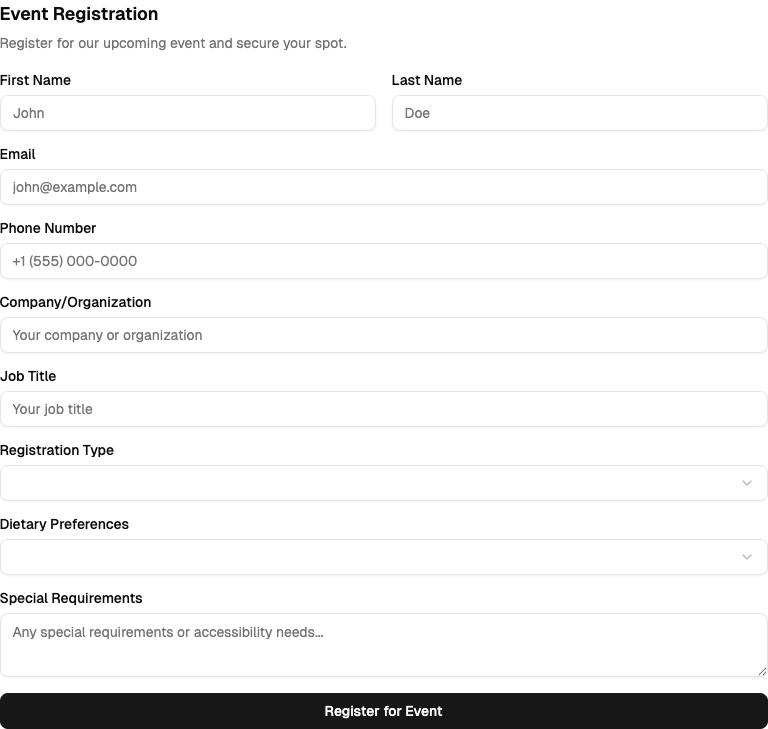 Event Registration
Register for our upcoming event and secure your spot.
First Name
Last Name
John
Doe
Email
john@example.com
Phone Number
+1 (555) 000-0000
Company/Organization
Your company or organization
Job Title
Your job title
Registration Type
Dietary Preferences
Special Requirements
Any special requirements or accessibility needs...
Register for Event